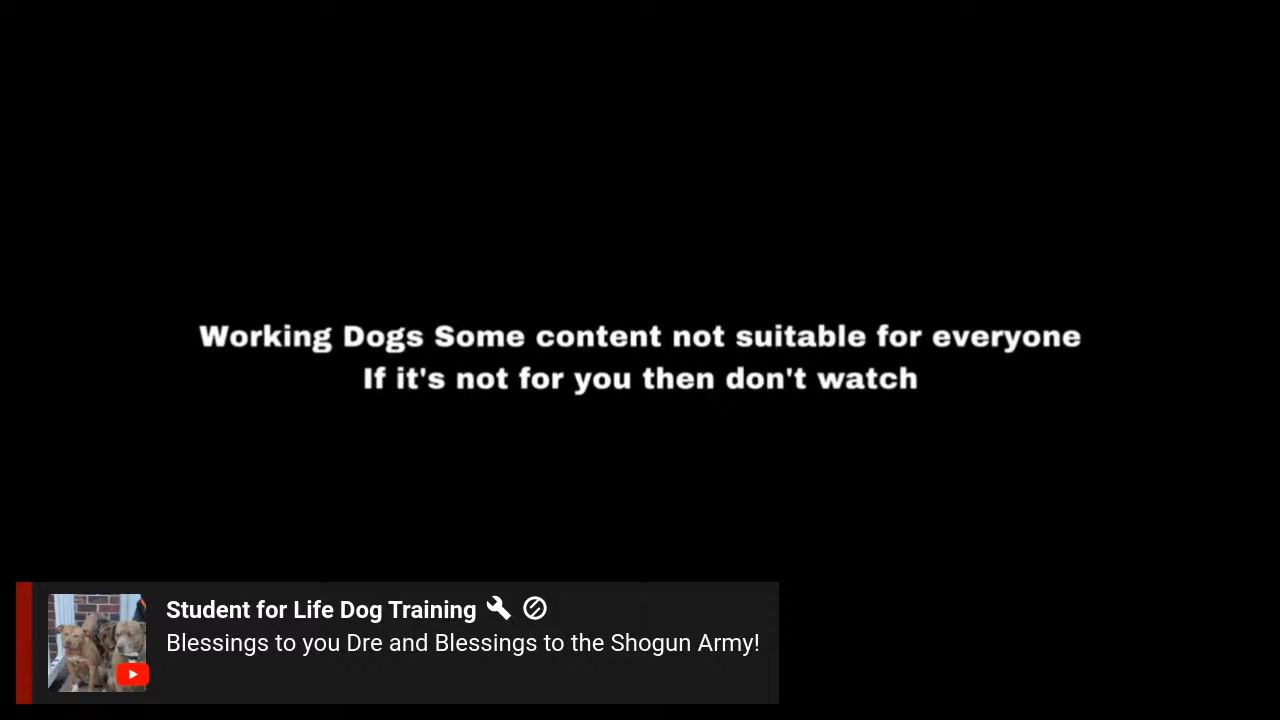 Working Dogs Some content not suitable for everyone
If it's not for you then don't watch
Student for Life Dog Training
Blessings to you Dre and Blessings to the Shogun Army!